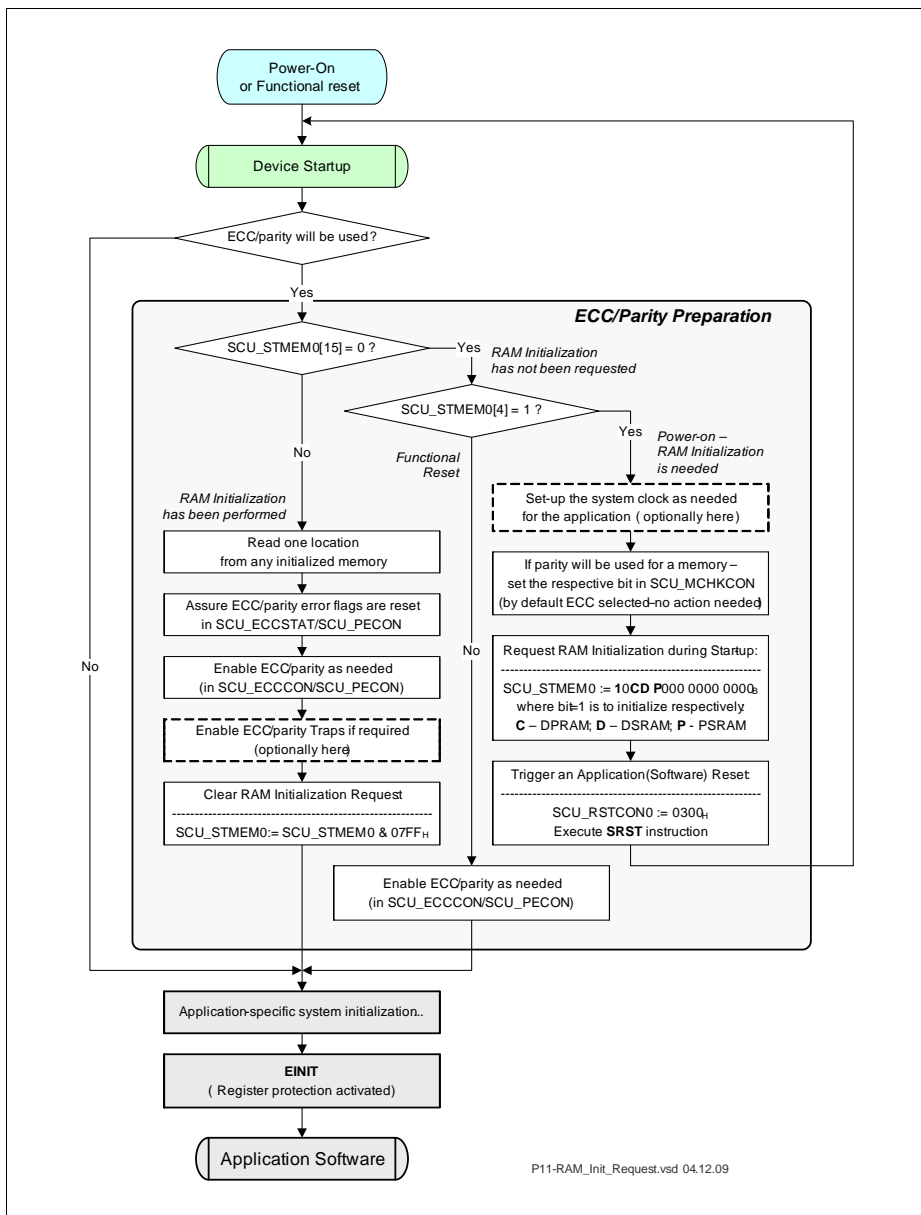 Power-On
or Functional reset
Device Startup
ECC/parity will be used?
Yes
ECC/Parity Preparation
SCU_STMEM0[15] = 0 ?
Yes
RAM Initialization
has not been requested
SCU_STMEM0[4] = 1 ?
Yes
No
Functional
Reset
Power-on –
RAM Initialization
is needed
RAM Initialization
has been performed
Set-up the system clock as needed
for the application ( optionally here)
Read one location
from any initialized memory
If parity will be used for a memory –
set the respective bit in SCU_MCHKCON
(by default ECC selected–no action needed)
Assure ECC/parity error flags are reset
in SCU_ECCSTAT/SCU_PECON
No
No
Enable ECC/parity as needed
(in SCU_ECCCON/SCU_PECON)
Request RAM Initialization during Startup:
SCU_STMEM0 := 10CD P000 0000 0000B
where bit=1 is to initialize respectively:
C – DPRAM; D – DSRAM; P - PSRAM
Enable ECC/parity Traps if required
(optionally here)
Clear RAM Initialization Request
SCU_STMEM0:= SCU_STMEM0 & 07FFH
Trigger an Application(Software) Reset:
SCU_RSTCON0 := 0300H
Execute SRST instruction
Enable ECC/parity as needed
(in SCU_ECCCON/SCU_PECON)
Application-specific system initialization..
EINIT
( Register protection activated)
Application Software
P11-RAM_Init_Request.vsd 04.12.09